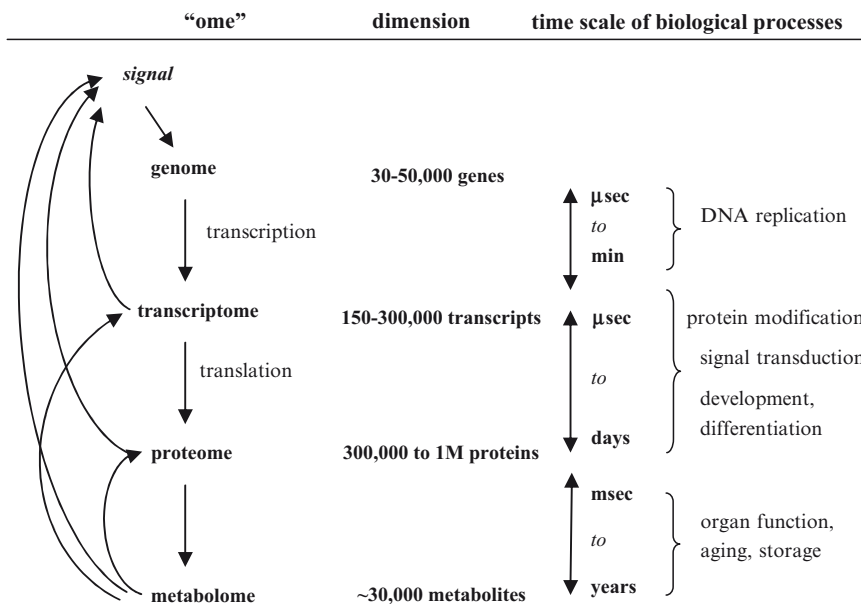 “ome” dimension time scale of biological processes
signal
genome 30-50,000 genes
μsec
to
min
DNA replication
transcription
transcriptome 150-300,000 transcripts μsec
to
days
protein modification
signal transduction
development,
differentiation
translation
proteome 300,000 to 1M proteins
msec
to
years
organ function,
aging, storage
metabolome ~30,000 metabolites